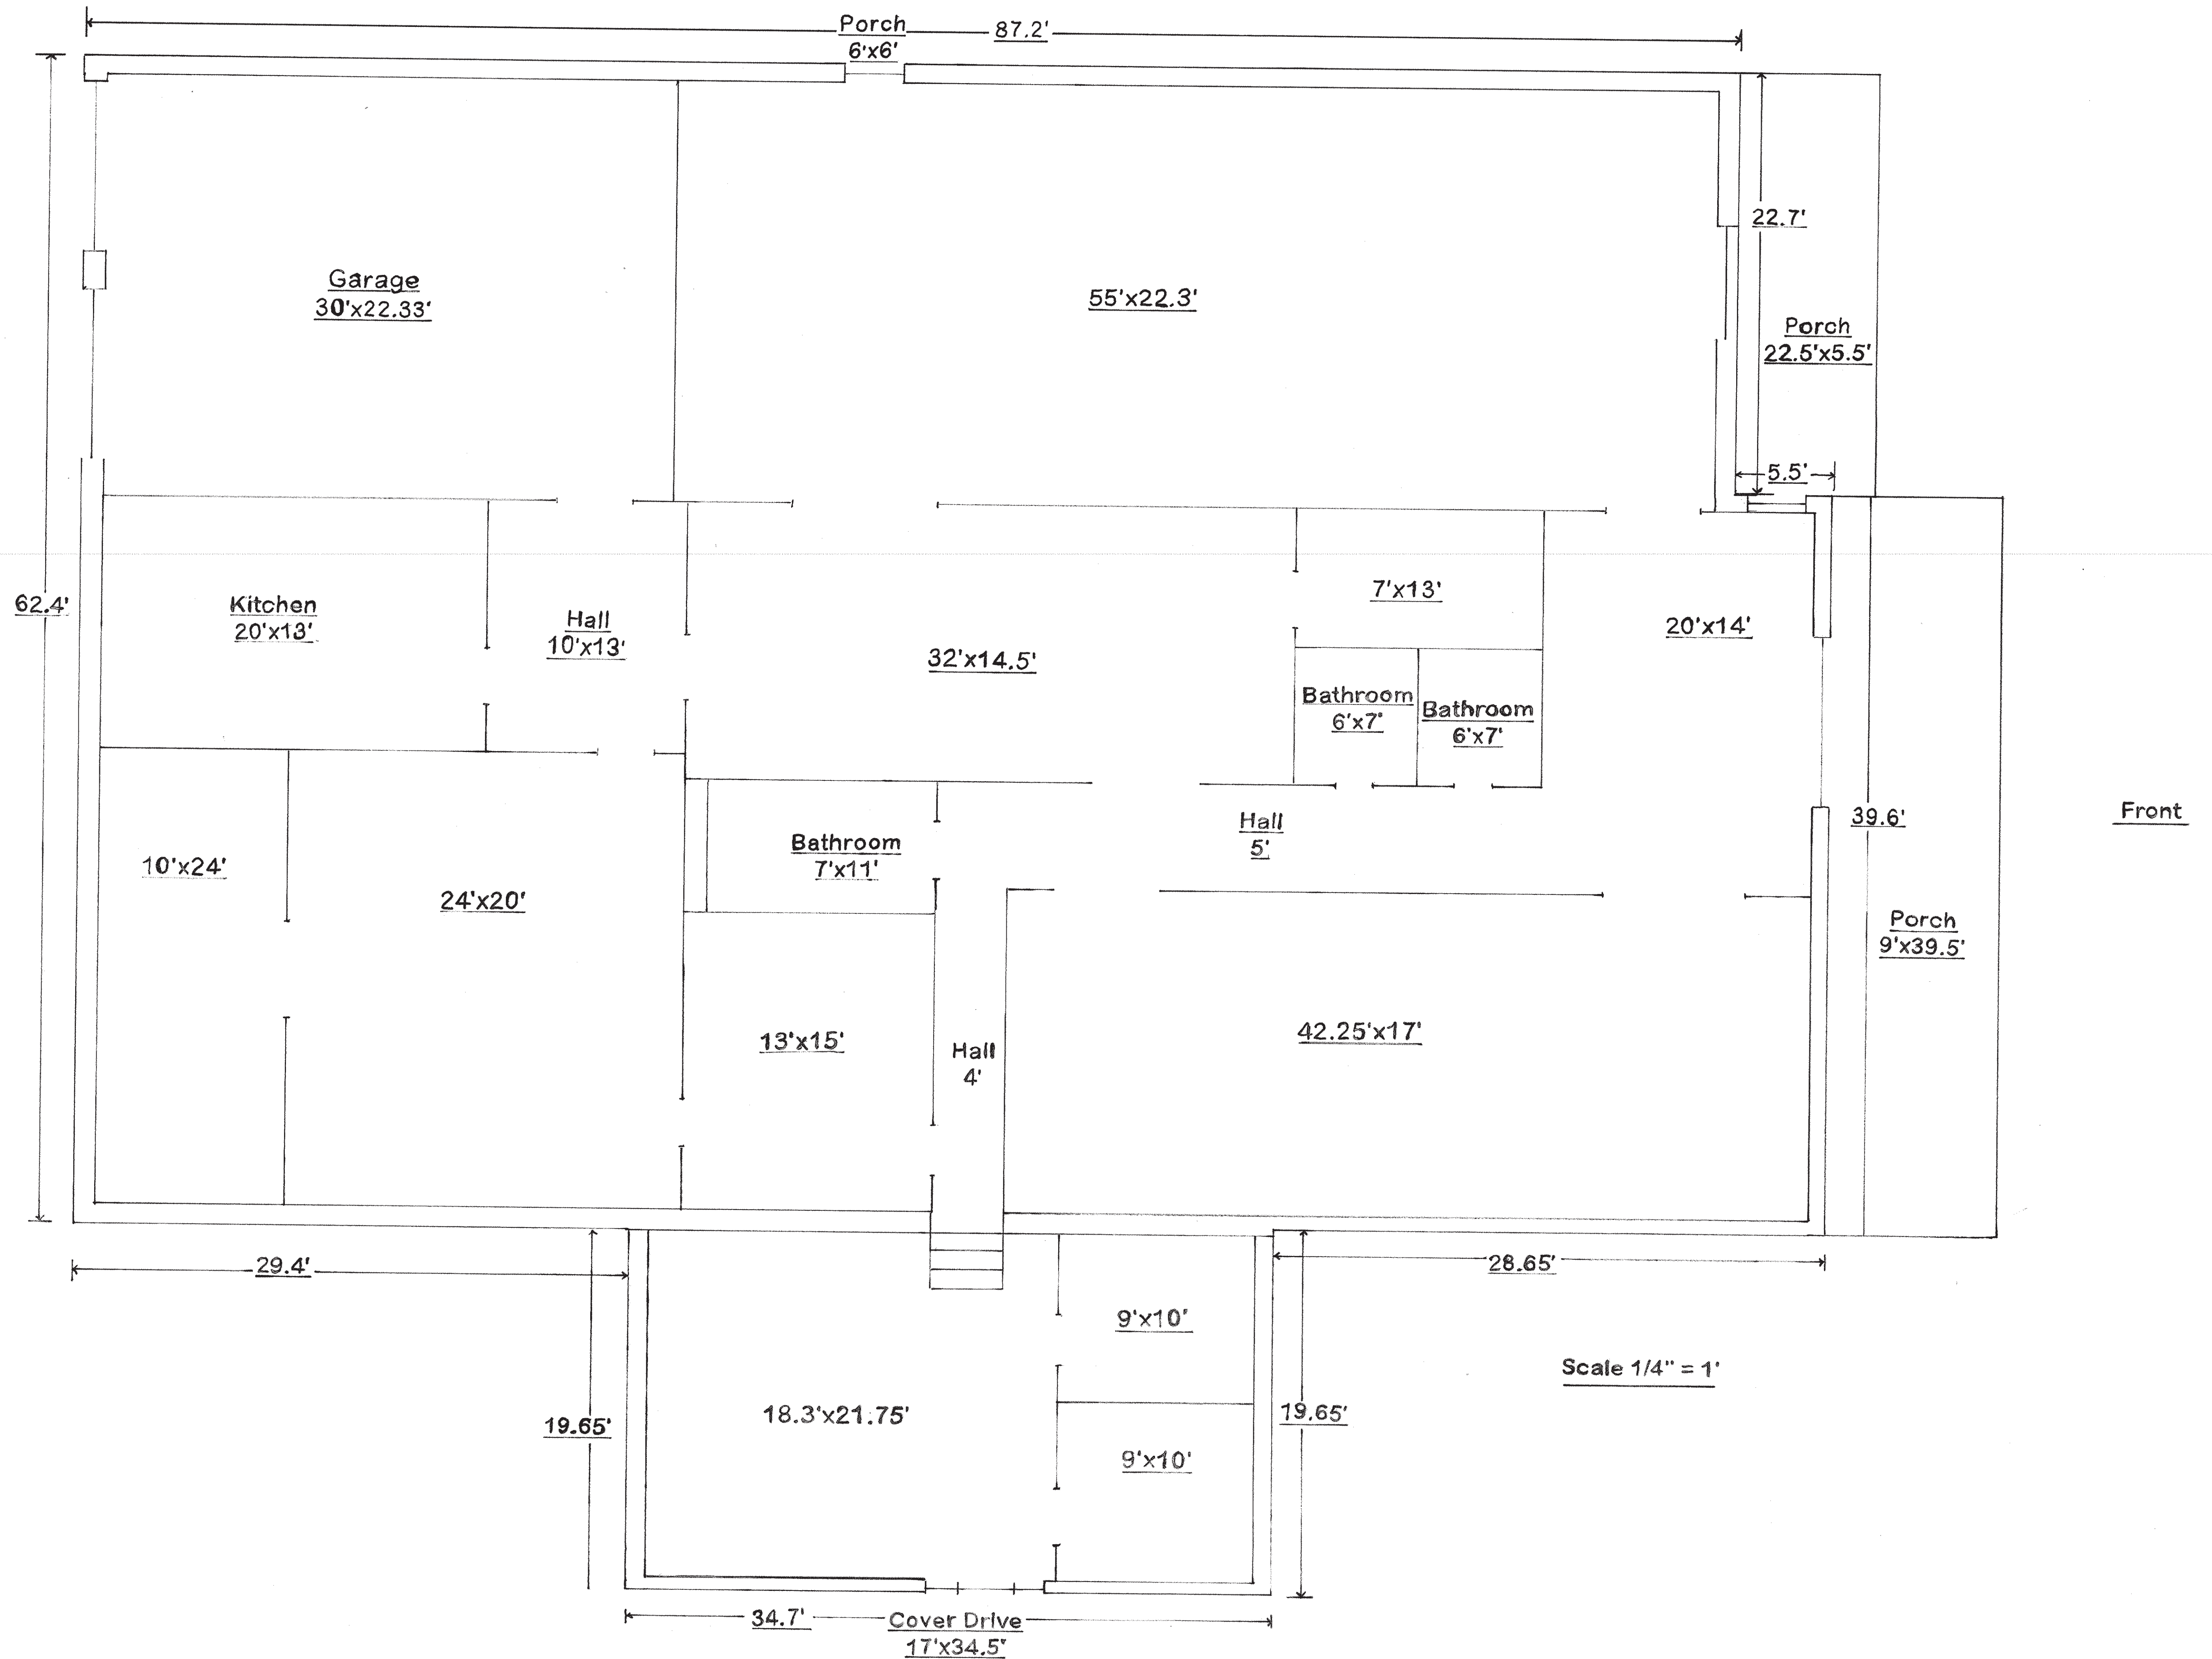 Porch
87.2'
6'x6'
22.7'
Garage
30'x22.33'
55'x22.3'
Porch
22.5'x5.5'
5.5'
62.4'
Kitchen
20'x13'
Hall
10'x13'
32'x14.5'
7'x13'
20'x14'
Bathroom
6'x7'
Bathroom
6'x7'
Hall
5'
39.6'
Front
Bathroom
7'x11'
10'x24'
24'x20'
Porch
9'x39.5'
13'x15'
Hall
4'
42.25'x17'
29.4'
28.65'
9'x10'
Scale 1/4" = 1'
19.65'
18.3'x21.75'
19.65'
9'x10'
34.7'
Cover Drive
17'x34.5'